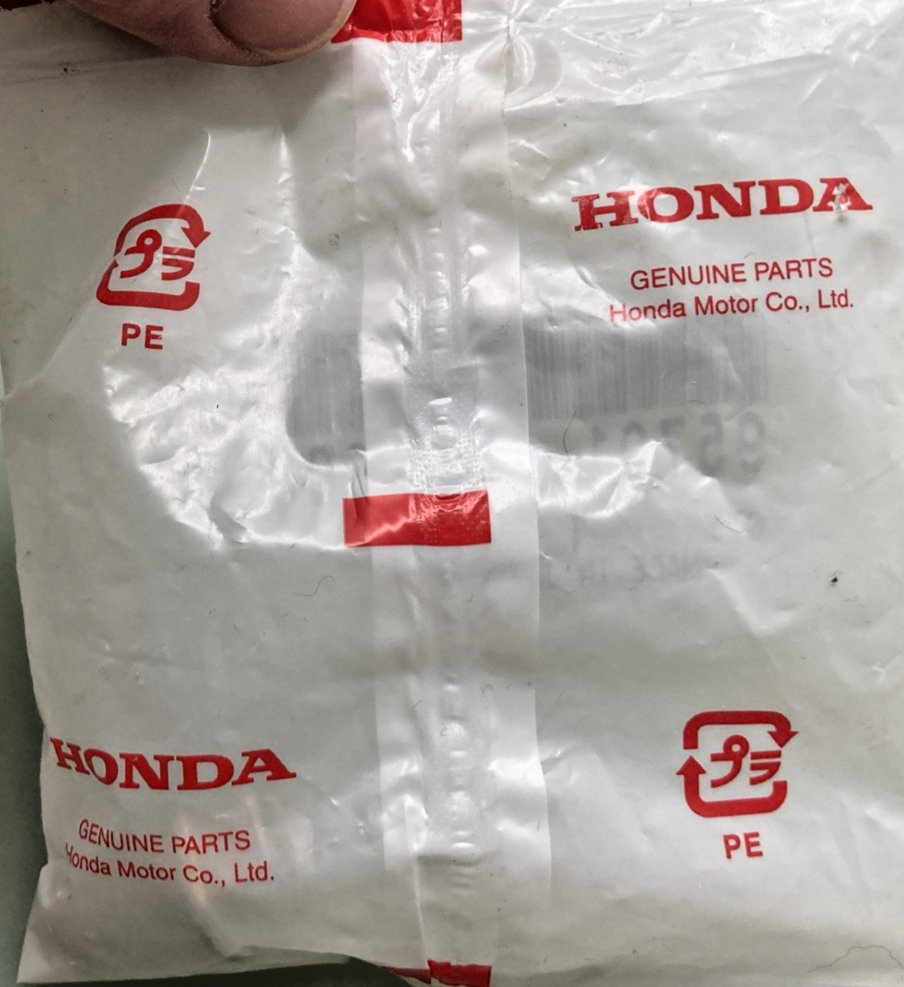 HONDA
GENUINE PARTS
Honda Motor Co., Ltd.
プラ
PE
HONDA
GENUINE PARTS
Honda Motor Co., Ltd.
プラ
PE